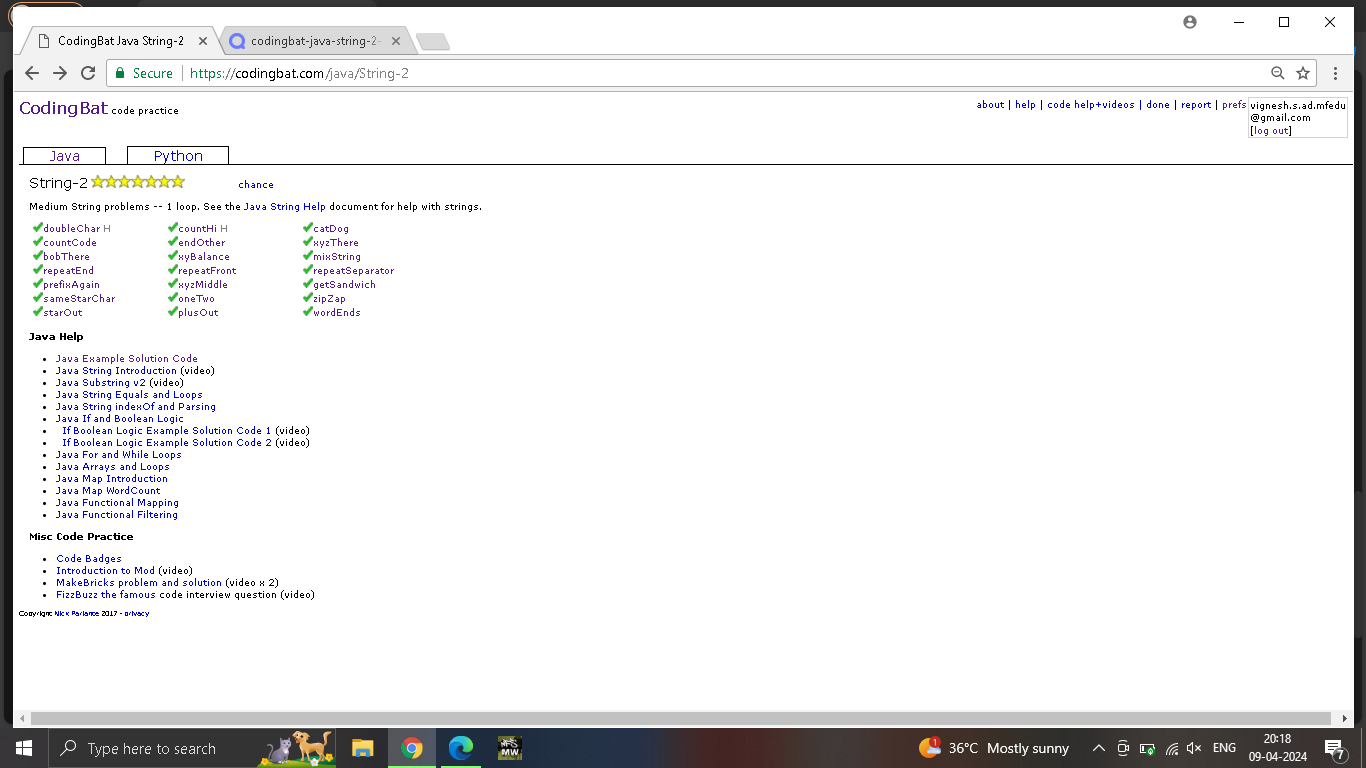 CodingBat Java String-2
codingbat-java-string-2-
Secure
https://codingbat.com/java/String-2
CodingBat code practice
about | help | code help+videos | done | report | prefs
vignesh.s.ad.mfedu
@gmail.com
[log out]
Java
Python
String-2
chance
Medium String problems -- 1 loop. See the Java String Help document for help with strings.
doubleChar H countHi H catDog
countCode endOther xyzThere
bobThere xyBalance mixString
repeatEnd repeatFront repeatSeparator
prefixAgain xyzMiddle getSandwich
sameStarChar oneTwo zipZap
starOut plusOut wordEnds
Java Help
Java Example Solution Code
Java String Introduction (video)
Java Substring v2 (video)
Java String Equals and Loops
Java String indexOf and Parsing
Java If and Boolean Logic
If Boolean Logic Example Solution Code 1 (video)
If Boolean Logic Example Solution Code 2 (video)
Java For and While Loops
Java Arrays and Loops
Java Map Introduction
Java Map WordCount
Java Functional Mapping
Java Functional Filtering
Misc Code Practice
Code Badges
Introduction to Mod (video)
MakeBricks problem and solution (video x 2)
FizzBuzz the famous code interview question (video)
Copyright Nick Parlante 2017 - privacy
Type here to search
MW
1
36°C Mostly sunny
ENG
20:18
09-04-2024
7